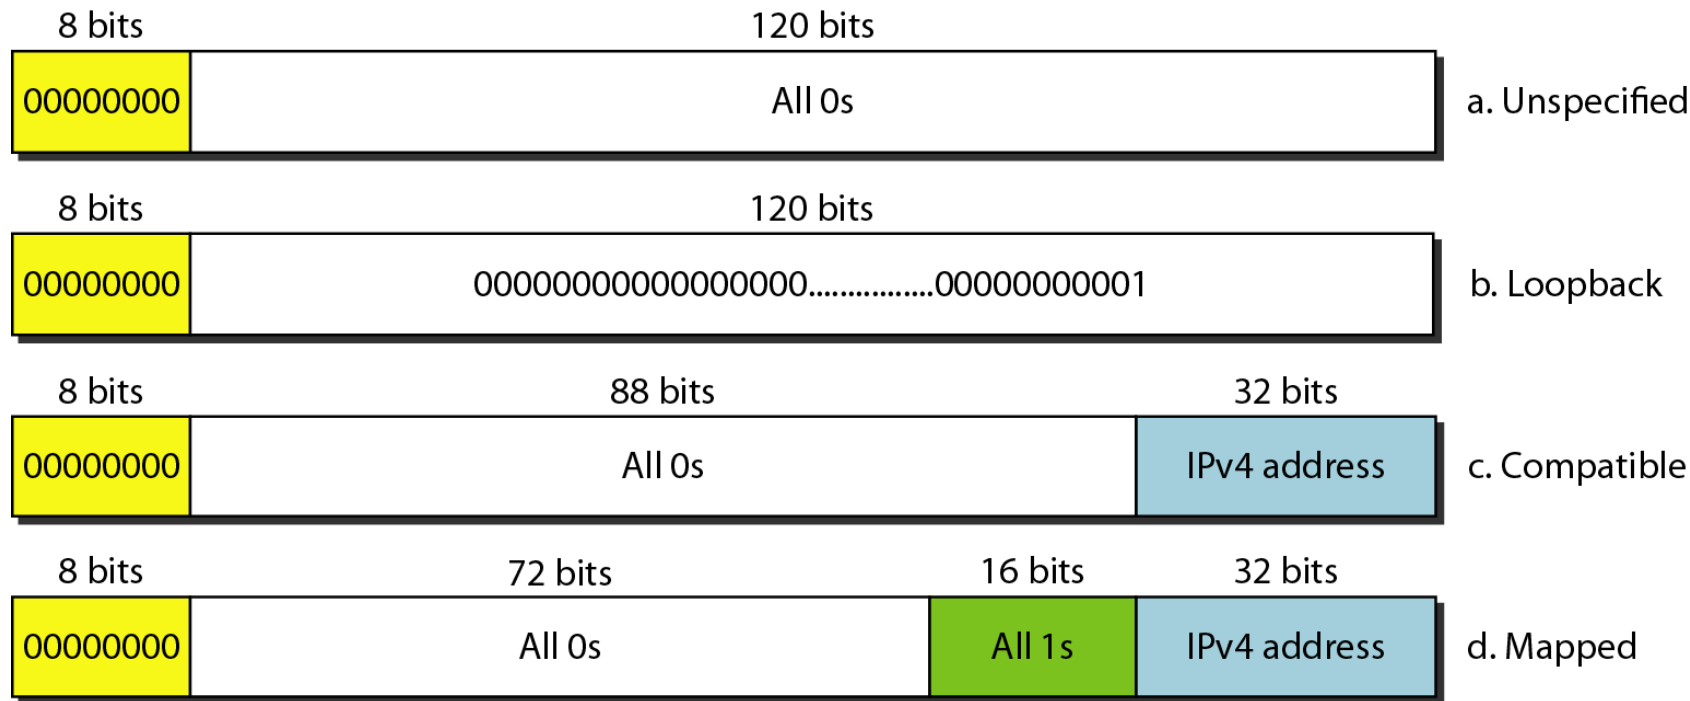 8 bits 120 bits
00000000 All 0s a. Unspecified
8 bits 120 bits
00000000 00000000000000000................00000000001 b. Loopback
8 bits 88 bits 32 bits
00000000 All 0s IPv4 address c. Compatible
8 bits 72 bits 16 bits 32 bits
00000000 All 0s All 1s IPv4 address d. Mapped